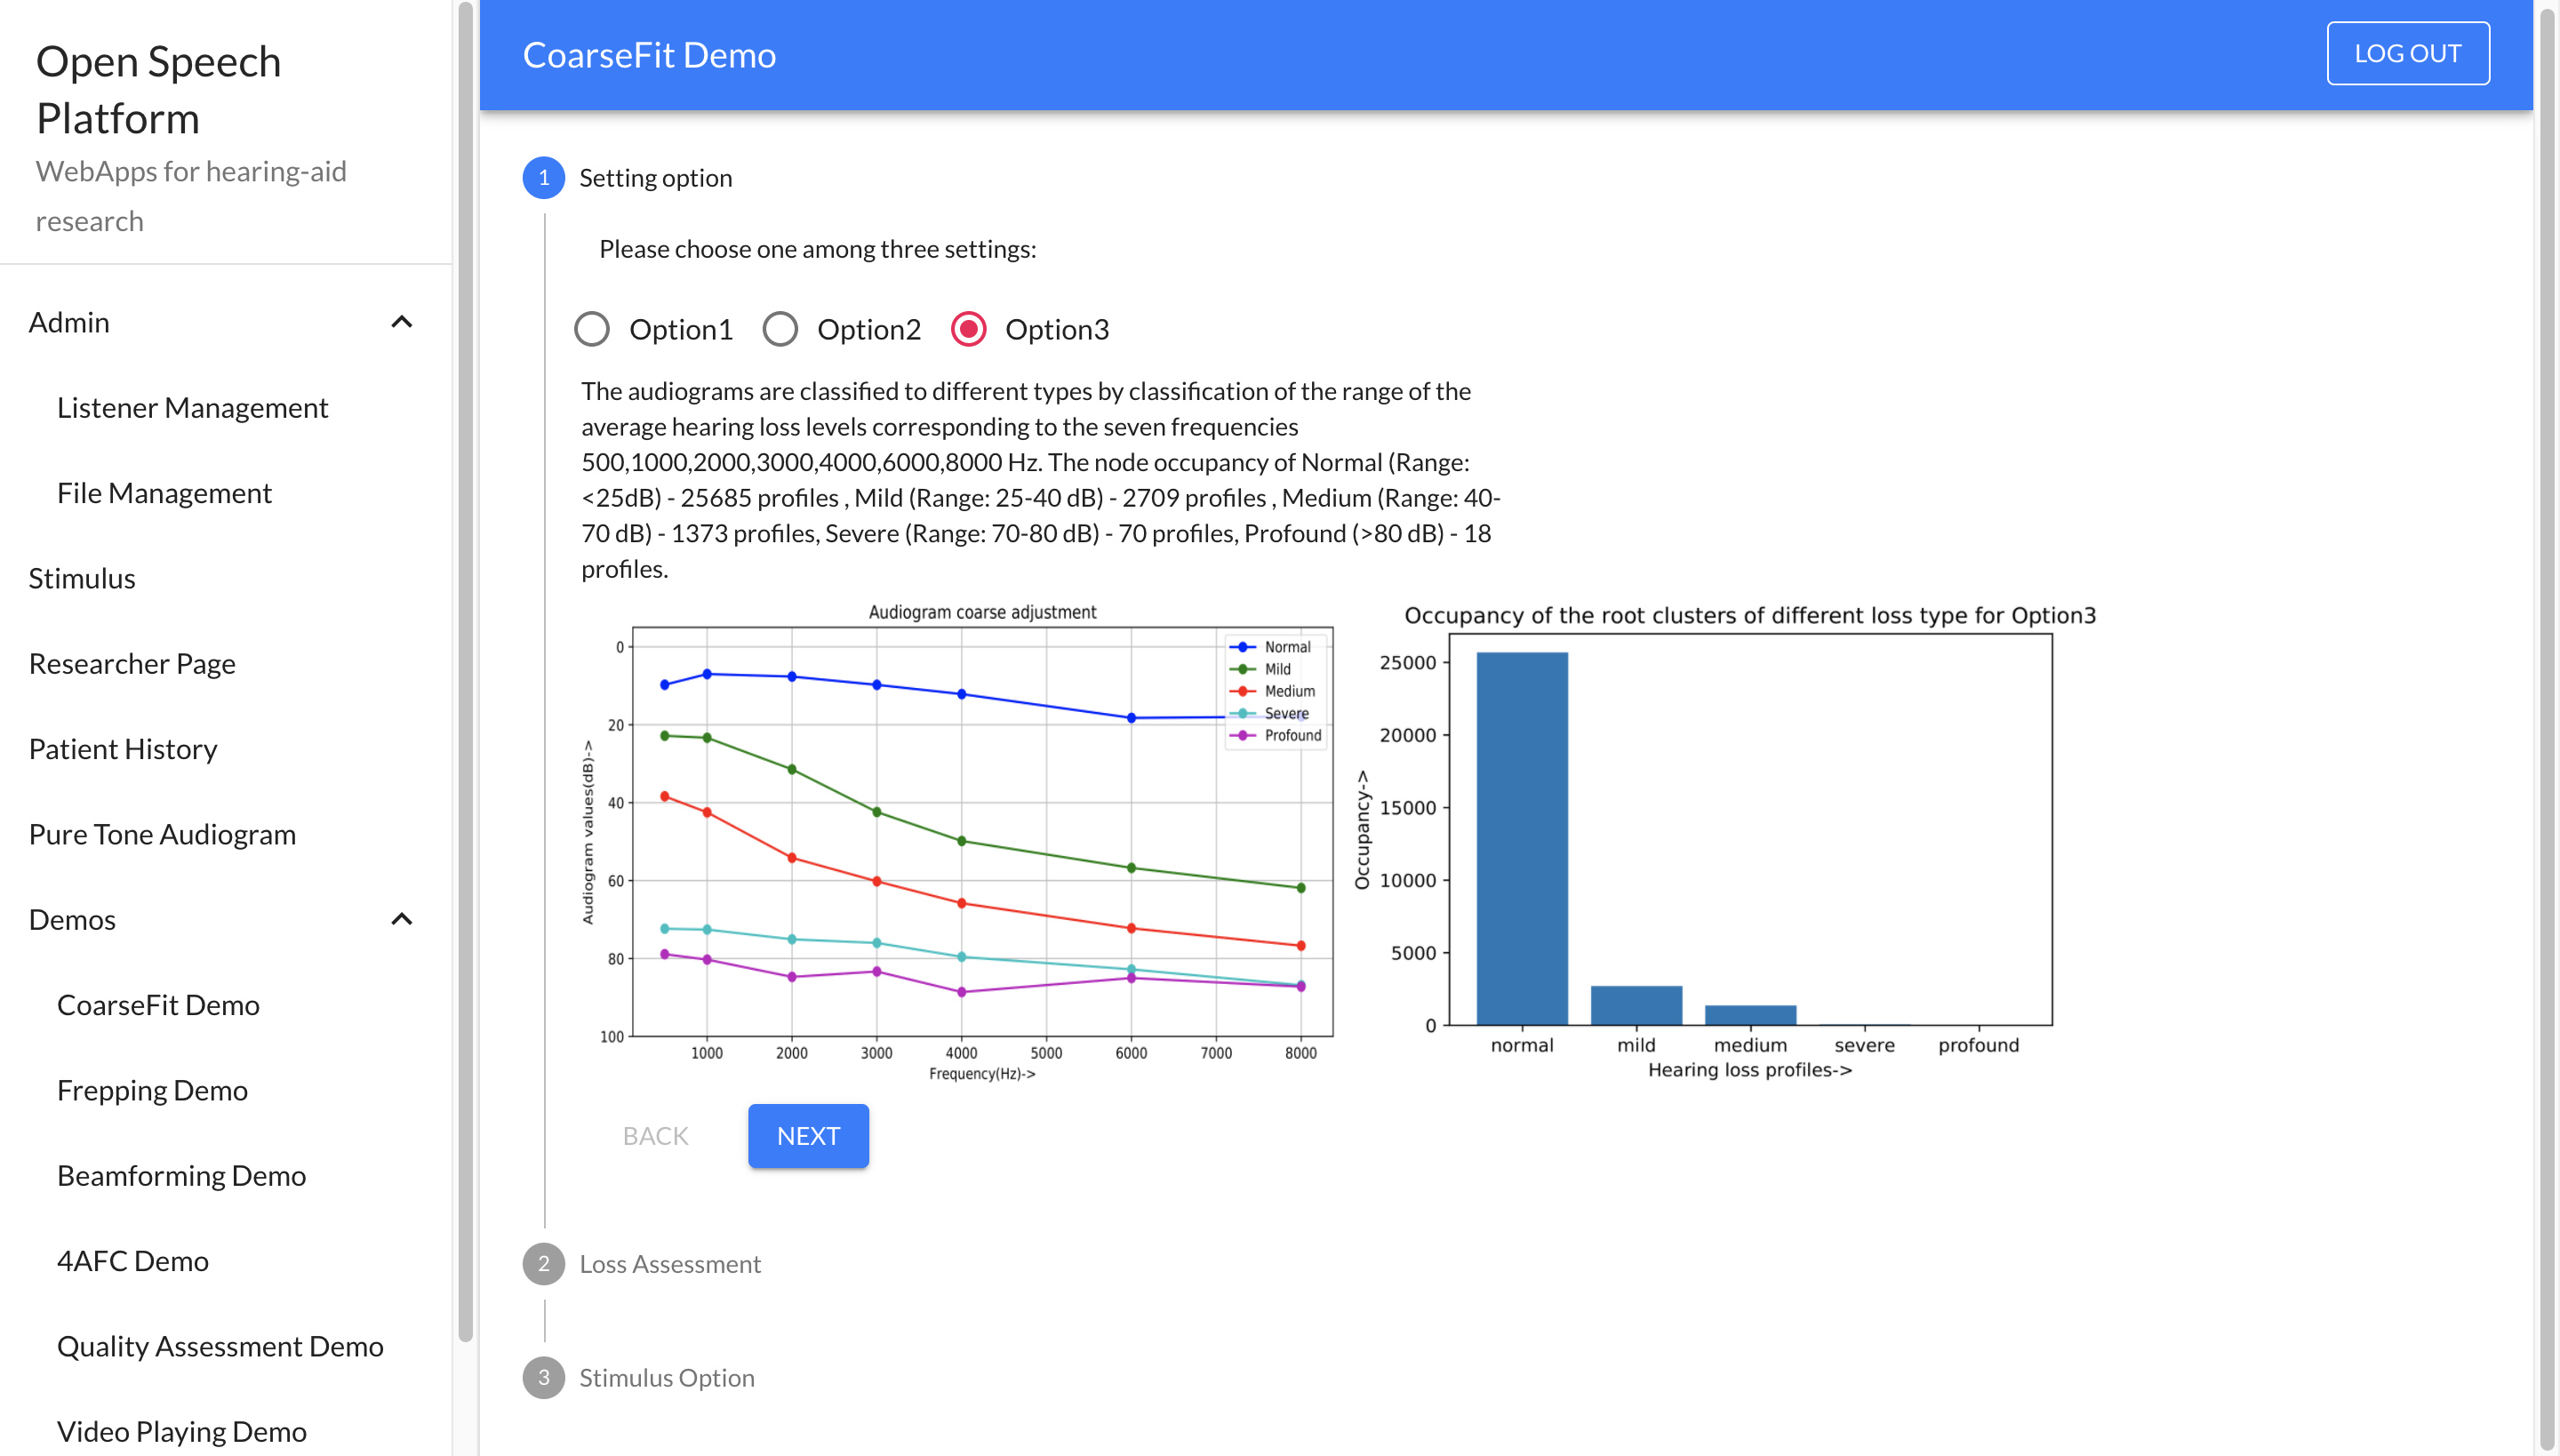 Open Speech
Platform
WebApps for hearing-aid
research
Admin
Listener Management
File Management
Stimulus
Researcher Page
Patient History
Pure Tone Audiogram
Demos
CoarseFit Demo
Frepping Demo
Beamforming Demo
4AFC Demo
Quality Assessment Demo
Video Playing Demo
CoarseFit Demo
LOG OUT
1 Setting option
Please choose one among three settings:
Option1 Option2 Option3
The audiograms are classified to different types by classification of the range of the
average hearing loss levels corresponding to the seven frequencies
500,1000,2000,3000,4000,6000,8000 Hz. The node occupancy of Normal (Range:
<25dB) - 25685 profiles , Mild (Range: 25-40 dB) - 2709 profiles , Medium (Range: 40-
70 dB) - 1373 profiles, Severe (Range: 70-80 dB) - 70 profiles, Profound (>80 dB) - 18
profiles.
Audiogram coarse adjustment
Normal
Mild
Medium
Severe
Profound
0
20
40
60
80
100
Audiogram values(dB)->
1000 2000 3000 4000 5000 6000 7000 8000
Frequency(Hz)->
Occupancy of the root clusters of different loss type for Option3
25000
20000
15000
10000
5000
0
Occupancy->
normal mild medium severe profound
Hearing loss profiles->
BACK NEXT
2 Loss Assessment
3 Stimulus Option